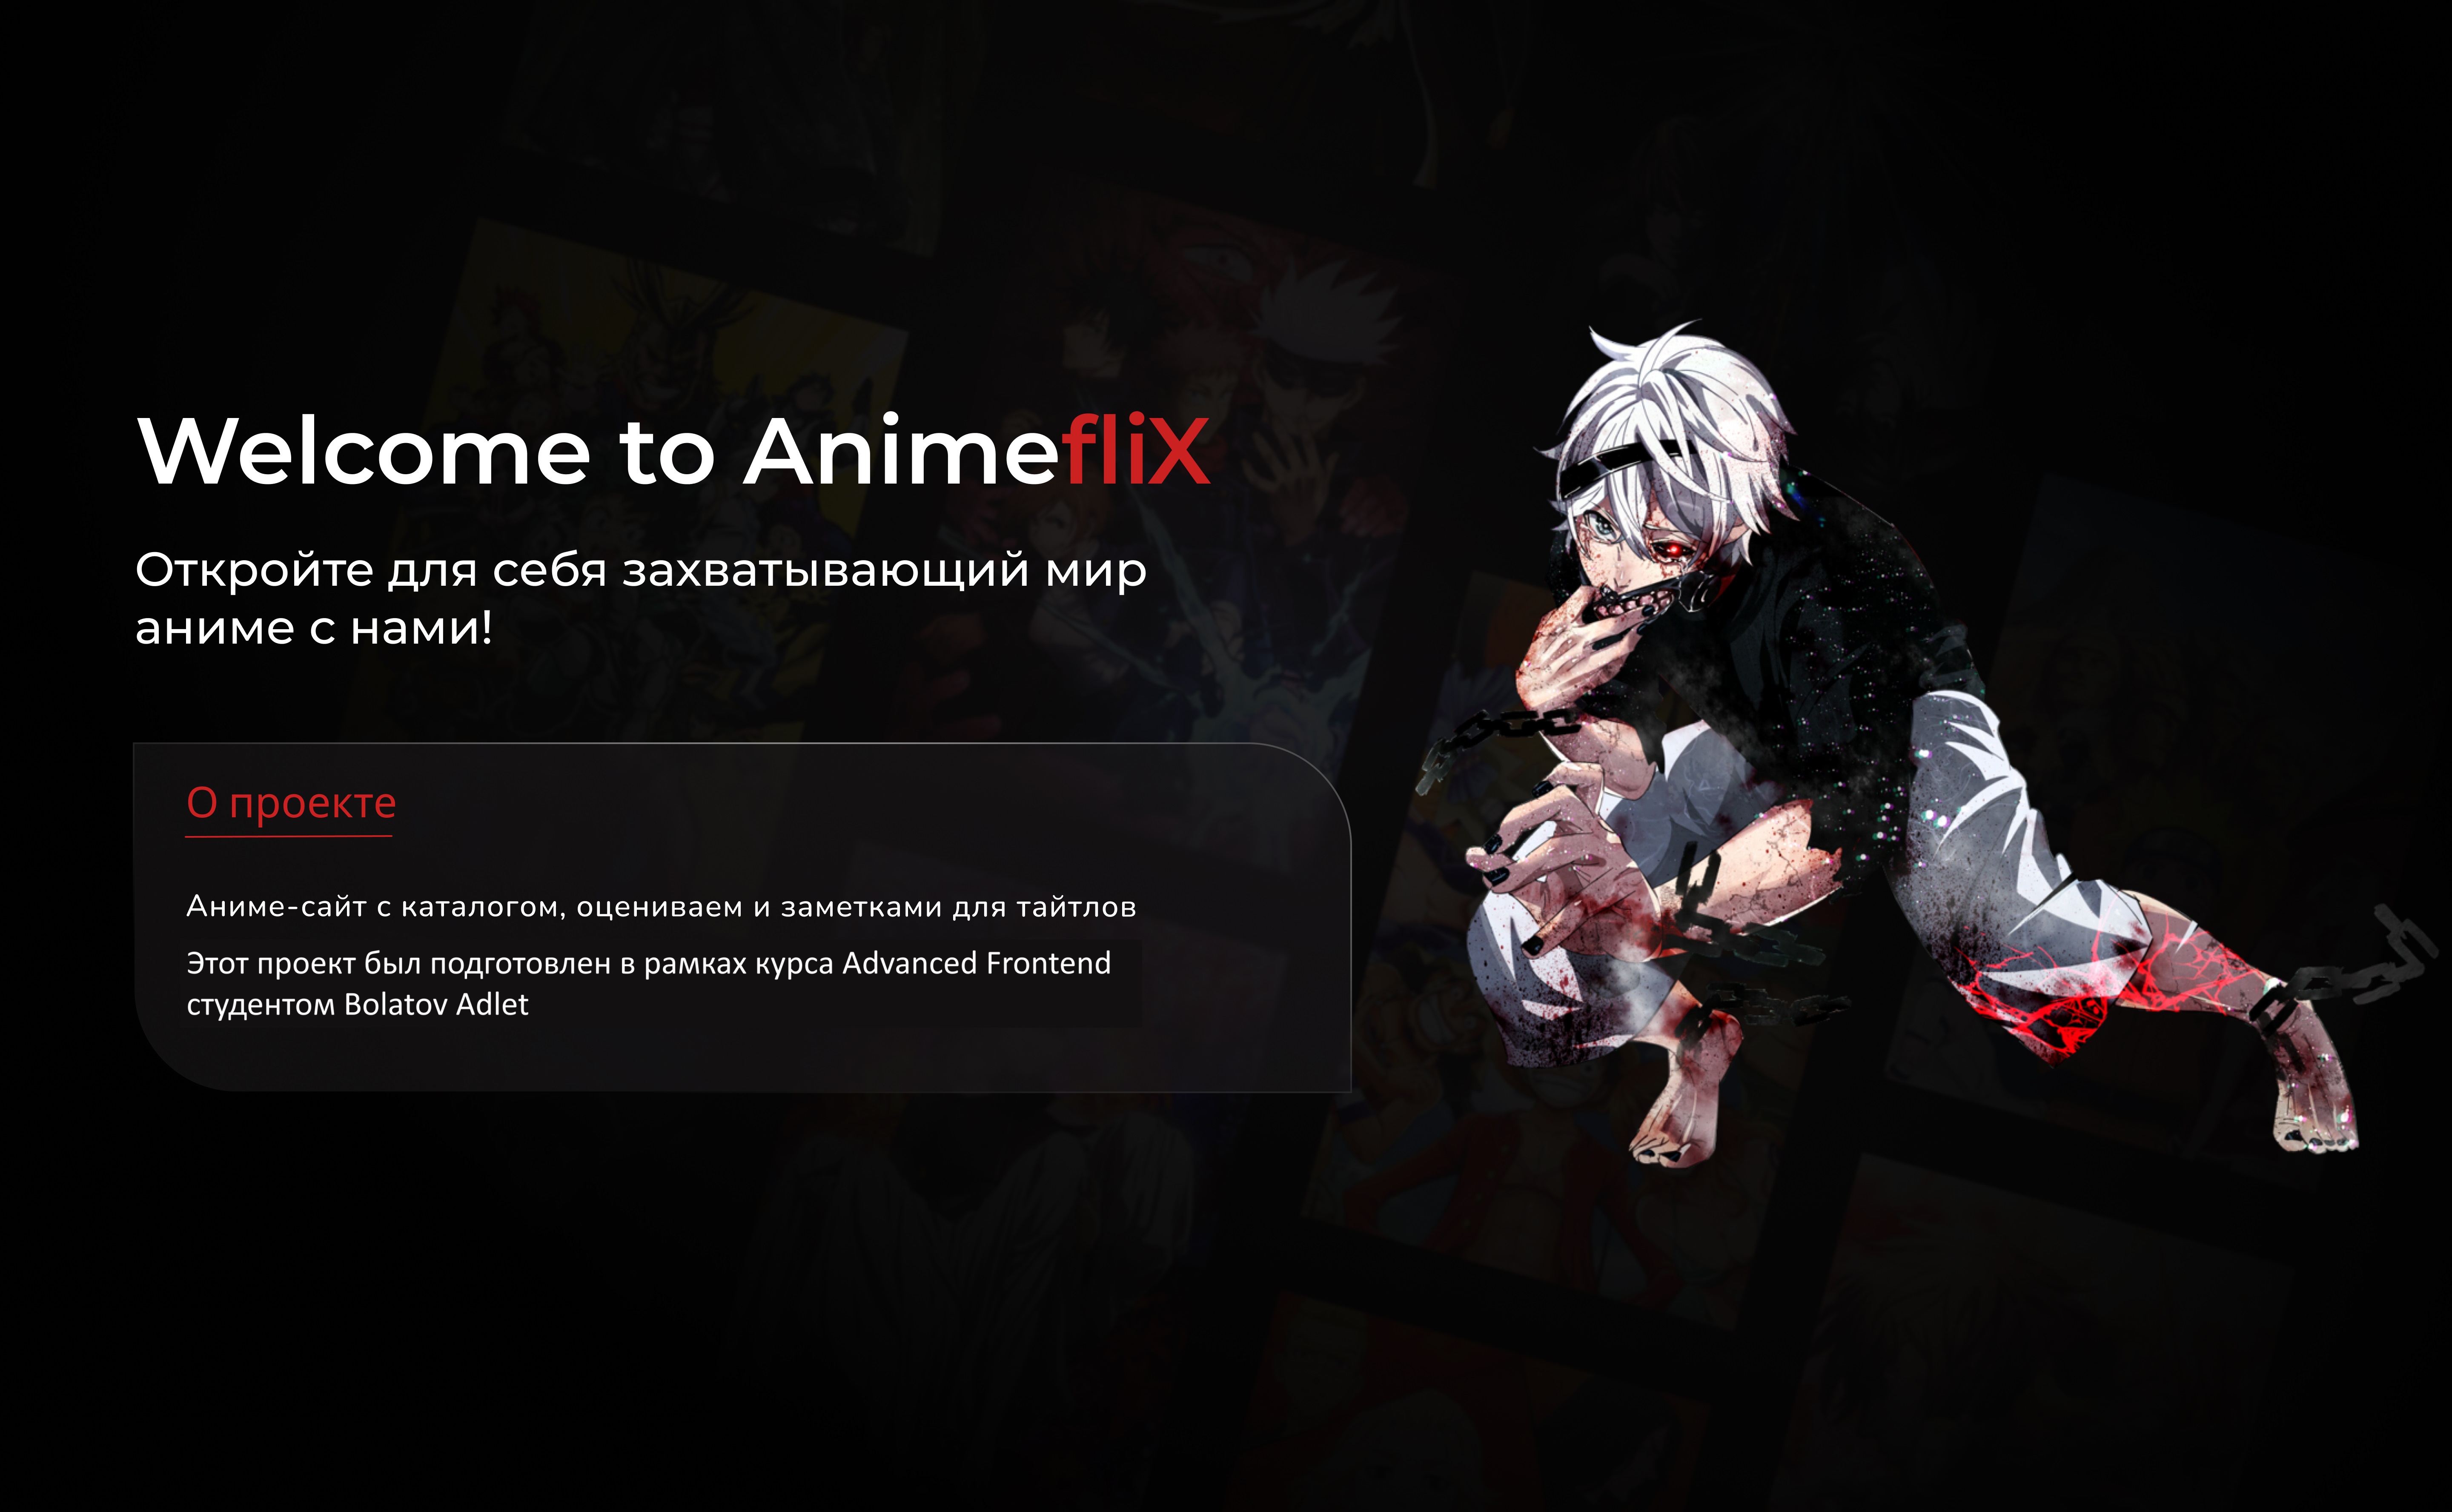 Welcome to AnimefliX
Откройте для себя захватывающий мир
аниме с нами!
О проекте
Аниме-сайт с каталогом, оцениваем и заметками для тайтлов
Этот проект был подготовлен в рамках курса Advanced Frontend
студентом Bolatov Adlet